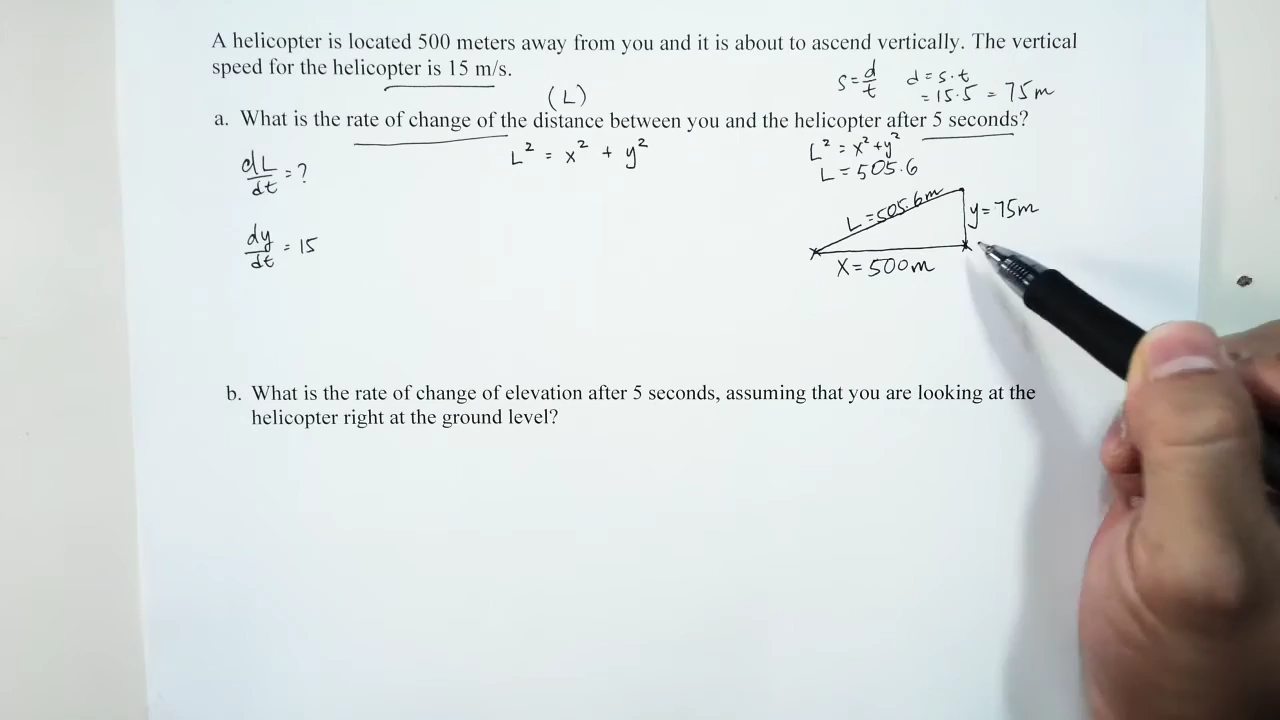 A helicopter is located 500 meters away from you and it is about to ascend vertically. The vertical
speed for the helicopter is 15 m/s.
s = d/t
d = s·t
= 15·5 = 75m
(L)
a. What is the rate of change of the distance between you and the helicopter after 5 seconds?
dL/dt = ?
L² = x² + y²
L² = x² + y²
L = 505.6
L = 505.6m
y = 75m
dy/dt = 15
x = 500m
b. What is the rate of change of elevation after 5 seconds, assuming that you are looking at the
helicopter right at the ground level?